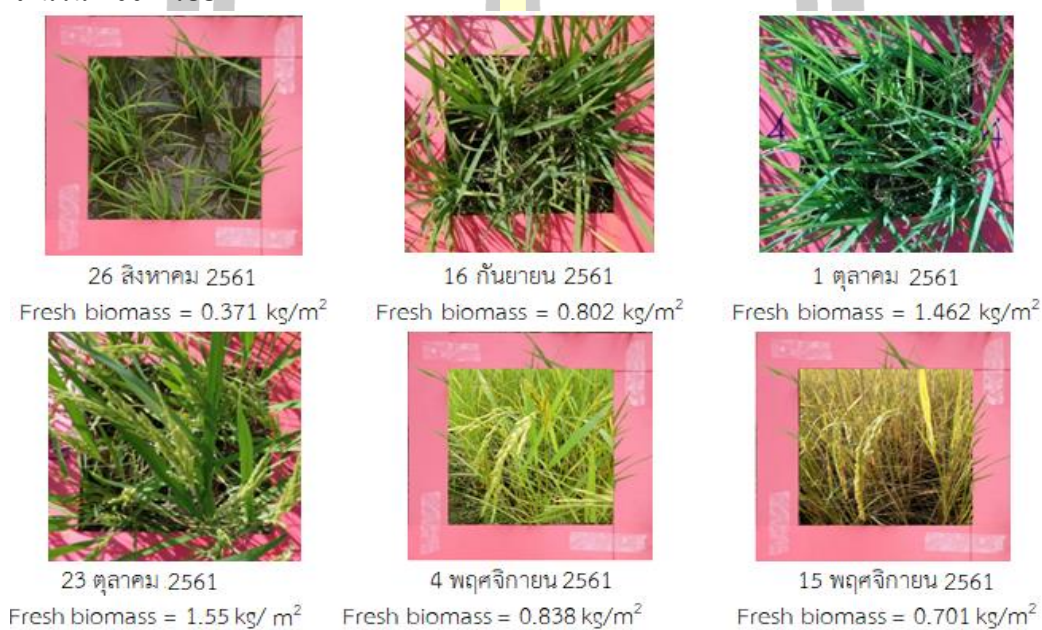 26 สิงหาคม 2561
16 กันยายน 2561
1 ตุลาคม 2561
Fresh biomass = 0.371 kg/m²
Fresh biomass = 0.802 kg/m²
Fresh biomass = 1.462 kg/m²
23 ตุลาคม 2561
4 พฤศจิกายน 2561
15 พฤศจิกายน 2561
Fresh biomass = 1.55 kg/ m²
Fresh biomass = 0.838 kg/m²
Fresh biomass = 0.701 kg/m²